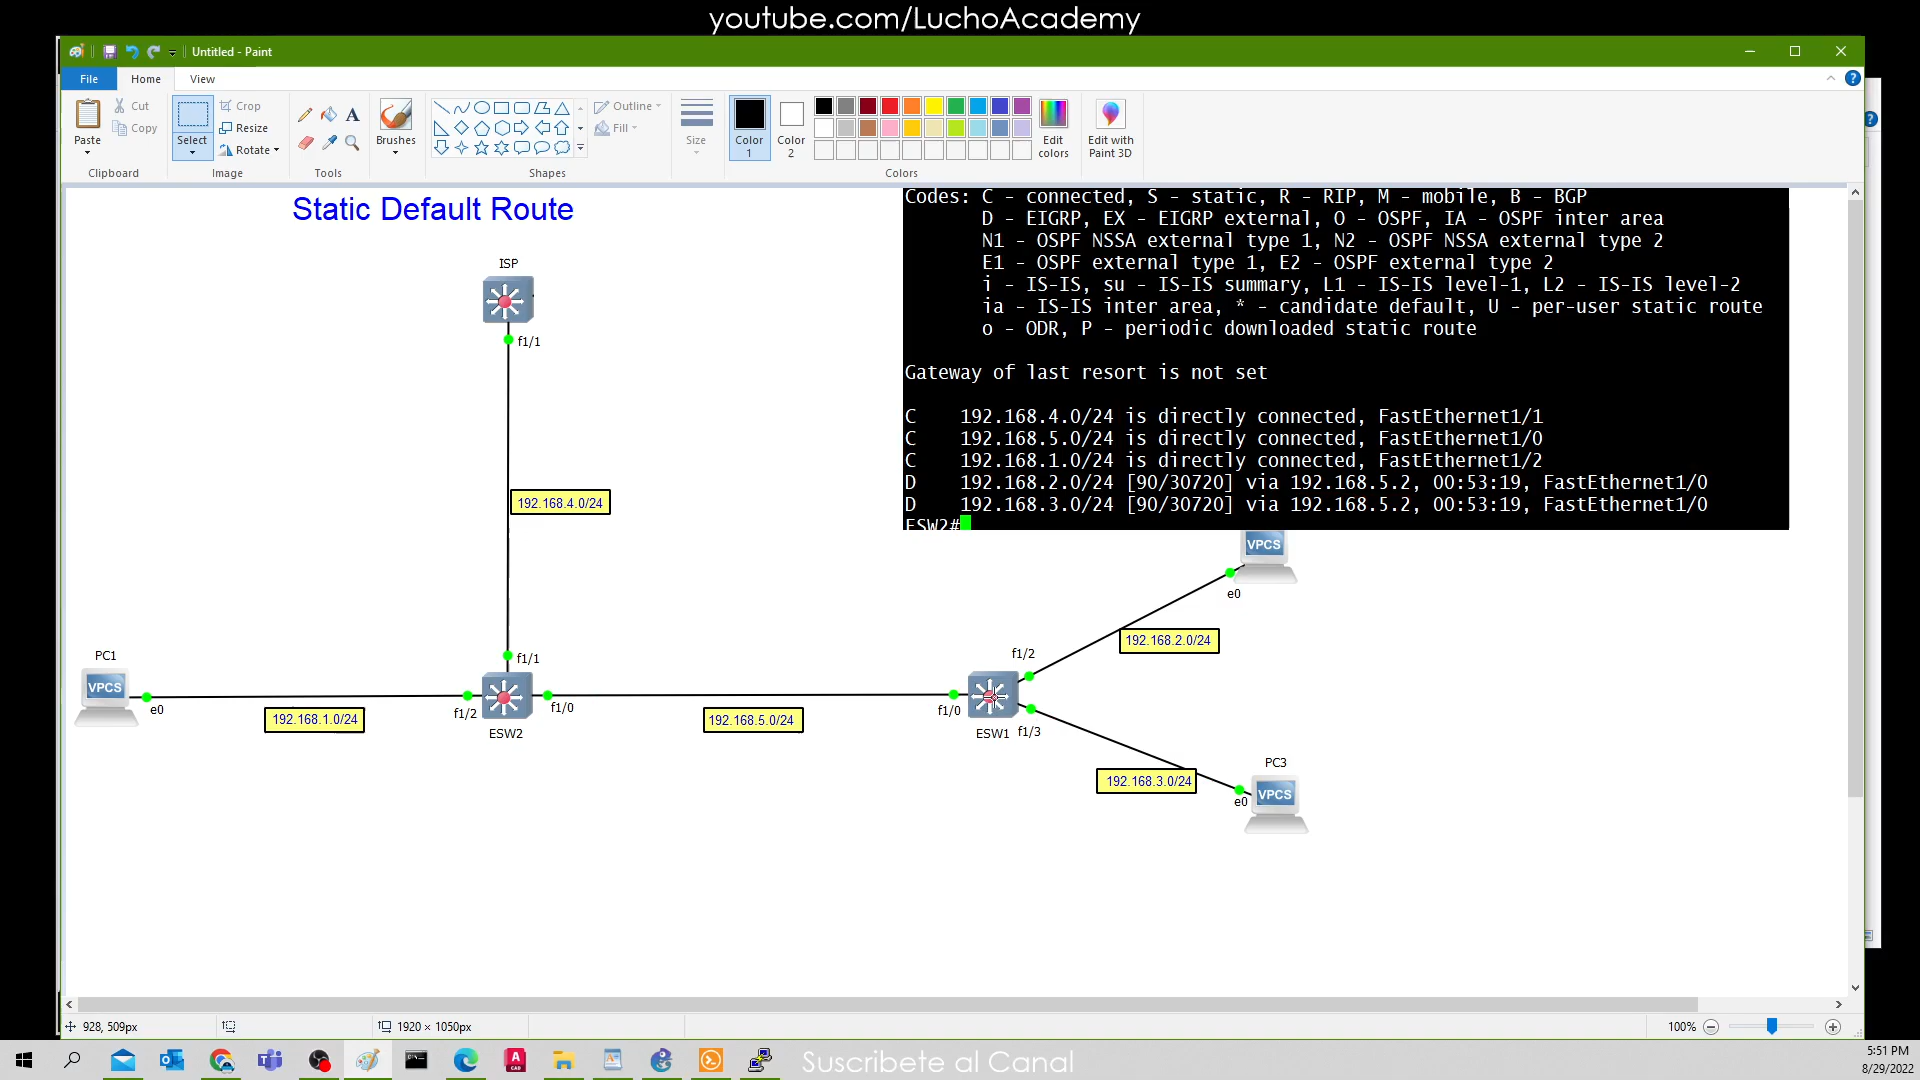 youtube.com/LuchoAcademy
Untitled - Paint
File Home View
Paste
Cut
Copy
Clipboard
Select
Crop
Resize
Rotate
Image
A
Tools
Brushes
Outline
Fill
Shapes
Size
Color 1
Color 2
Edit colors
Colors
Edit with Paint 3D
Static Default Route
Codes: C - connected, S - static, R - RIP, M - mobile, B - BGP
D - EIGRP, EX - EIGRP external, O - OSPF, IA - OSPF inter area
N1 - OSPF NSSA external type 1, N2 - OSPF NSSA external type 2
E1 - OSPF external type 1, E2 - OSPF external type 2
i - IS-IS, su - IS-IS summary, L1 - IS-IS level-1, L2 - IS-IS level-2
ia - IS-IS inter area, * - candidate default, U - per-user static route
o - ODR, P - periodic downloaded static route
Gateway of last resort is not set
C 192.168.4.0/24 is directly connected, FastEthernet1/1
C 192.168.5.0/24 is directly connected, FastEthernet1/0
C 192.168.1.0/24 is directly connected, FastEthernet1/2
D 192.168.2.0/24 [90/30720] via 192.168.5.2, 00:53:19, FastEthernet1/0
D 192.168.3.0/24 [90/30720] via 192.168.5.2, 00:53:19, FastEthernet1/0
ESW2#
ISP
f1/1
192.168.4.0/24
VPCS
e0
192.168.2.0/24
PC1
VPCS
e0
192.168.1.0/24
f1/1
f1/2
f1/0
ESW2
192.168.5.0/24
f1/2
f1/0
ESW1 f1/3
192.168.3.0/24
PC3
VPCS
e0
928, 509px
1920 × 1050px
100%
Suscribete al Canal
5:51 PM
8/29/2022